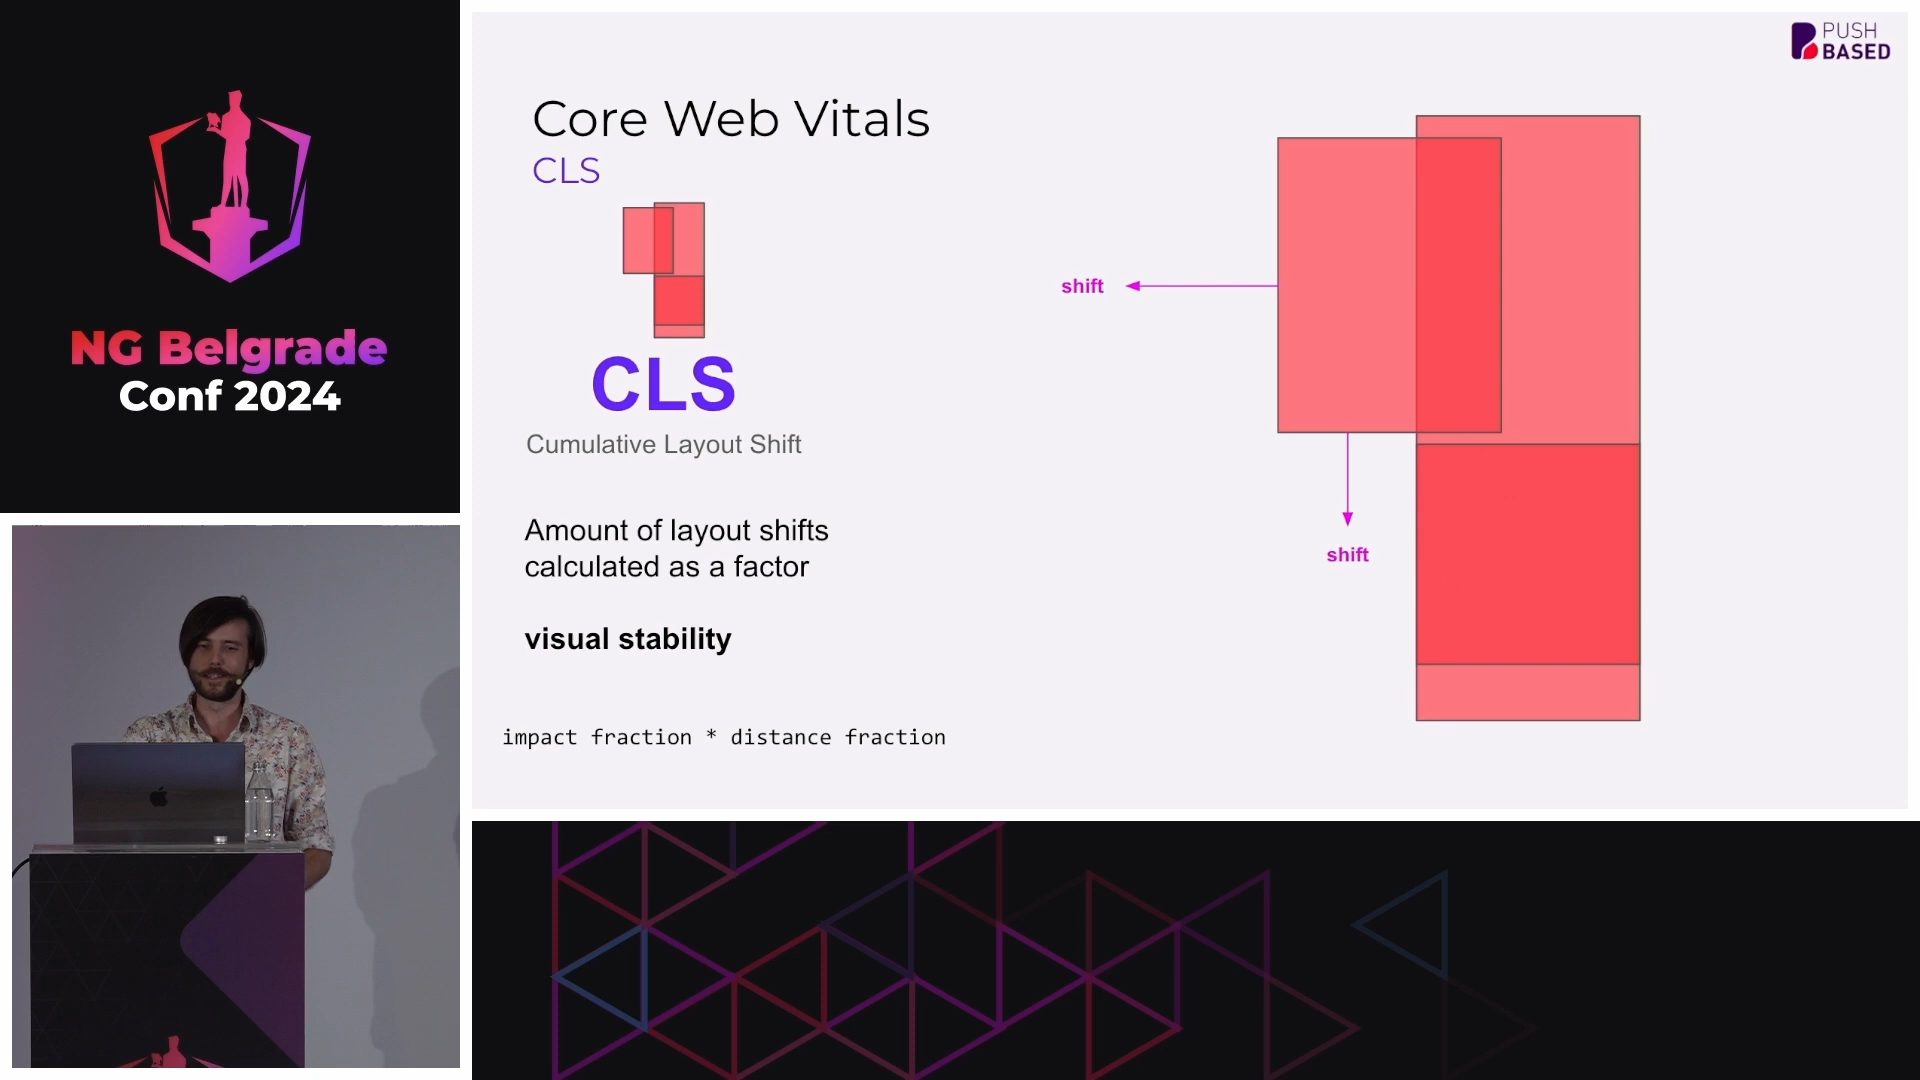 NG Belgrade
Conf 2024
PUSH
BASED
Core Web Vitals
CLS
CLS
Cumulative Layout Shift
Amount of layout shifts
calculated as a factor
visual stability
impact fraction * distance fraction
shift
shift